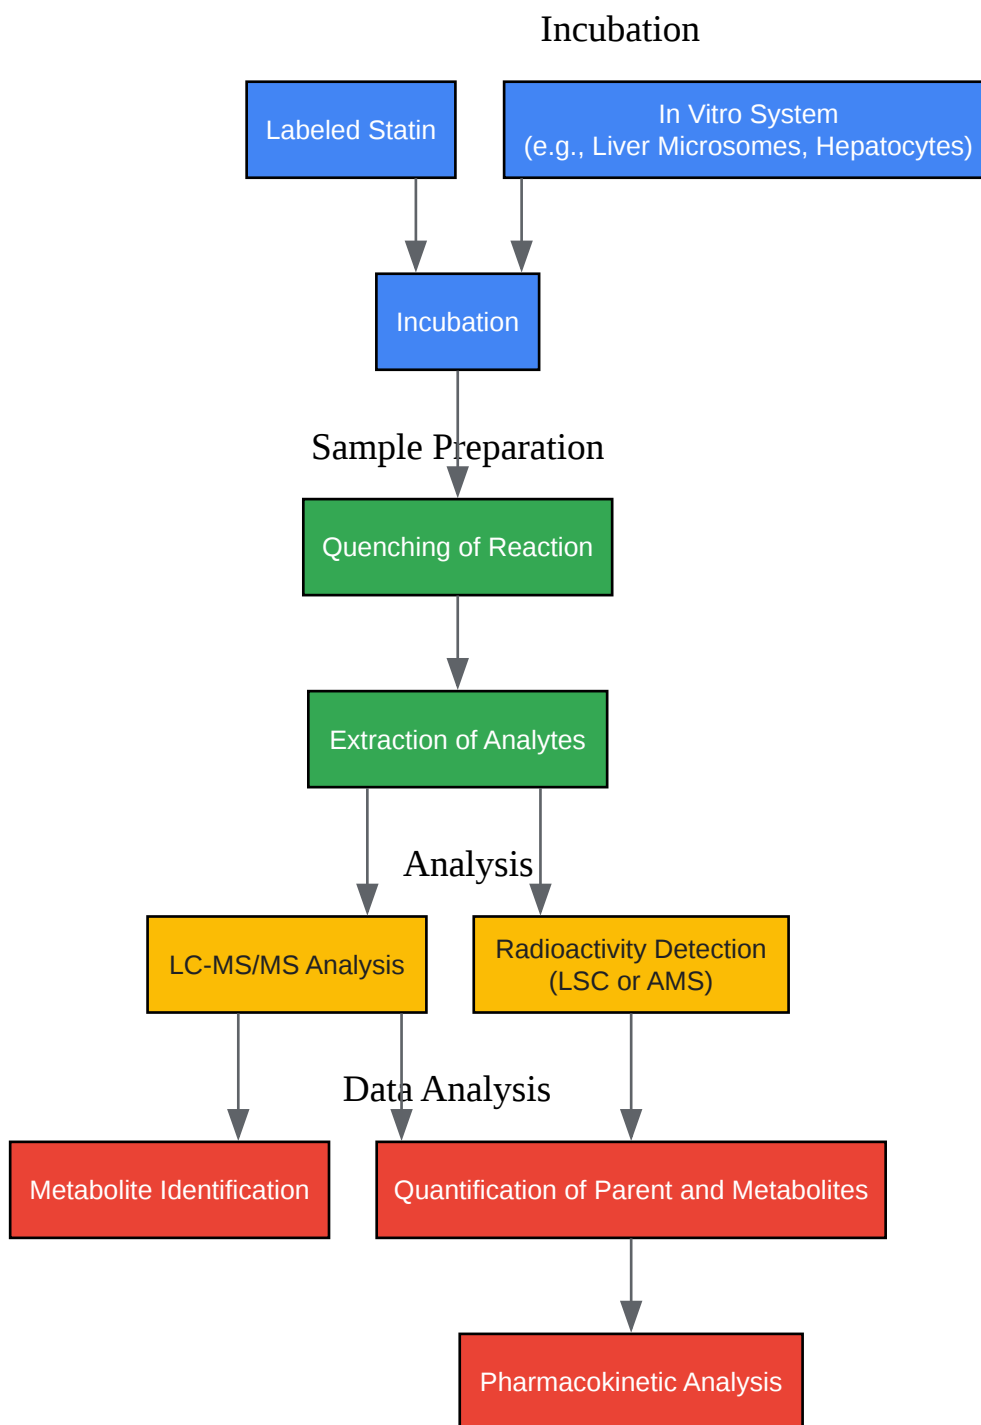 Incubation
Labeled Statin
In Vitro System
(e.g., Liver Microsomes, Hepatocytes)
Incubation
Sample Preparation
Quenching of Reaction
Extraction of Analytes
Analysis
LC-MS/MS Analysis
Radioactivity Detection
(LSC or AMS)
Data Analysis
Metabolite Identification
Quantification of Parent and Metabolites
Pharmacokinetic Analysis